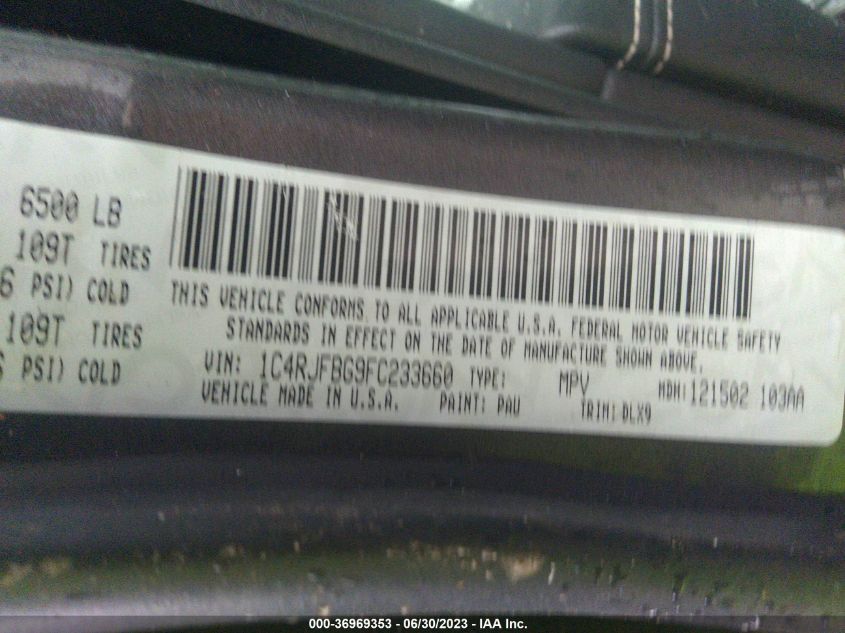 6500 LB
109T TIRES
6 PSI) COLD
109T TIRES
PSI) COLD
THIS VEHICLE CONFORMS TO ALL APPLICABLE U.S.A. FEDERAL MOTOR VEHICLE SAFETY
STANDARDS IN EFFECT ON THE DATE OF MANUFACTURE SHOWN ABOVE.
VIN: 1C4RJFBG9FC233660 TYPE: MPV MDH: 121502 103AA
VEHICLE MADE IN U.S.A. PAINT: PAU TRIM: DLX9
000-36969353 - 06/30/2023 - IAA Inc.